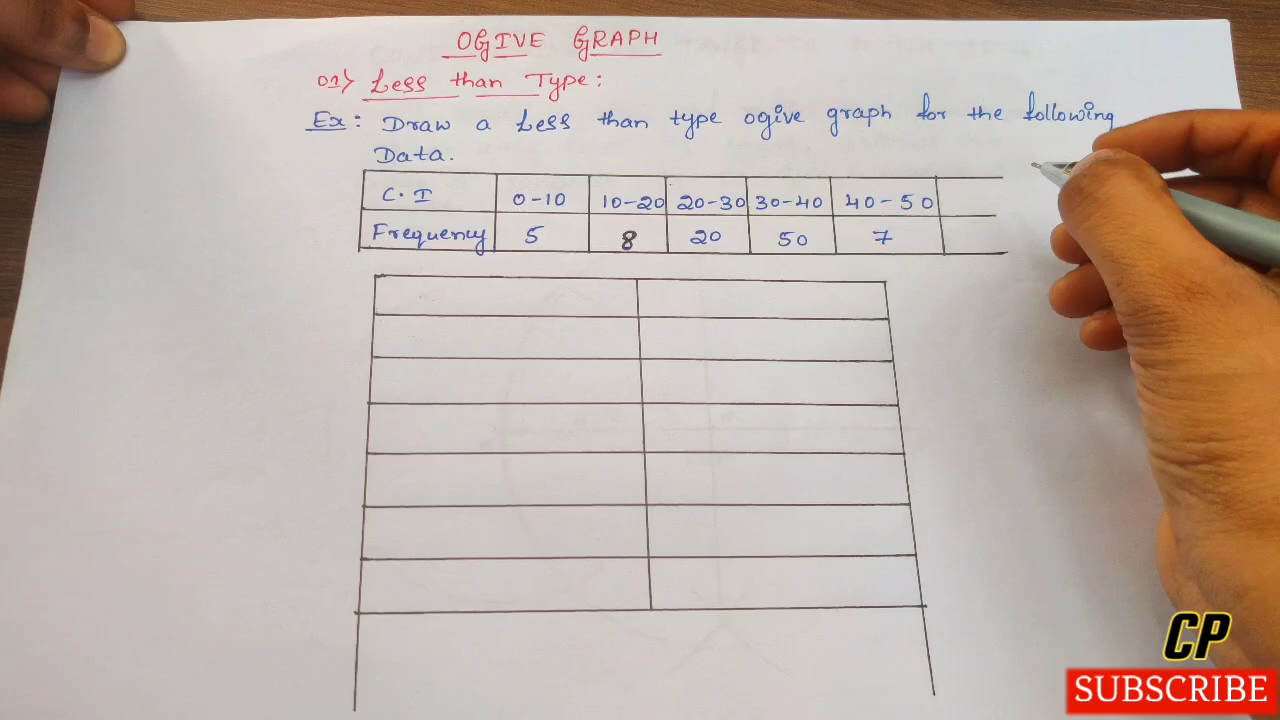 OGIVE GRAPH
01) Less than Type:
Ex: Draw a Less than type ogive graph for the following
Data.
C.I 0-10 10-20 20-30 30-40 40-50
Frequency 5 8 20 50 7
CP
SUBSCRIBE